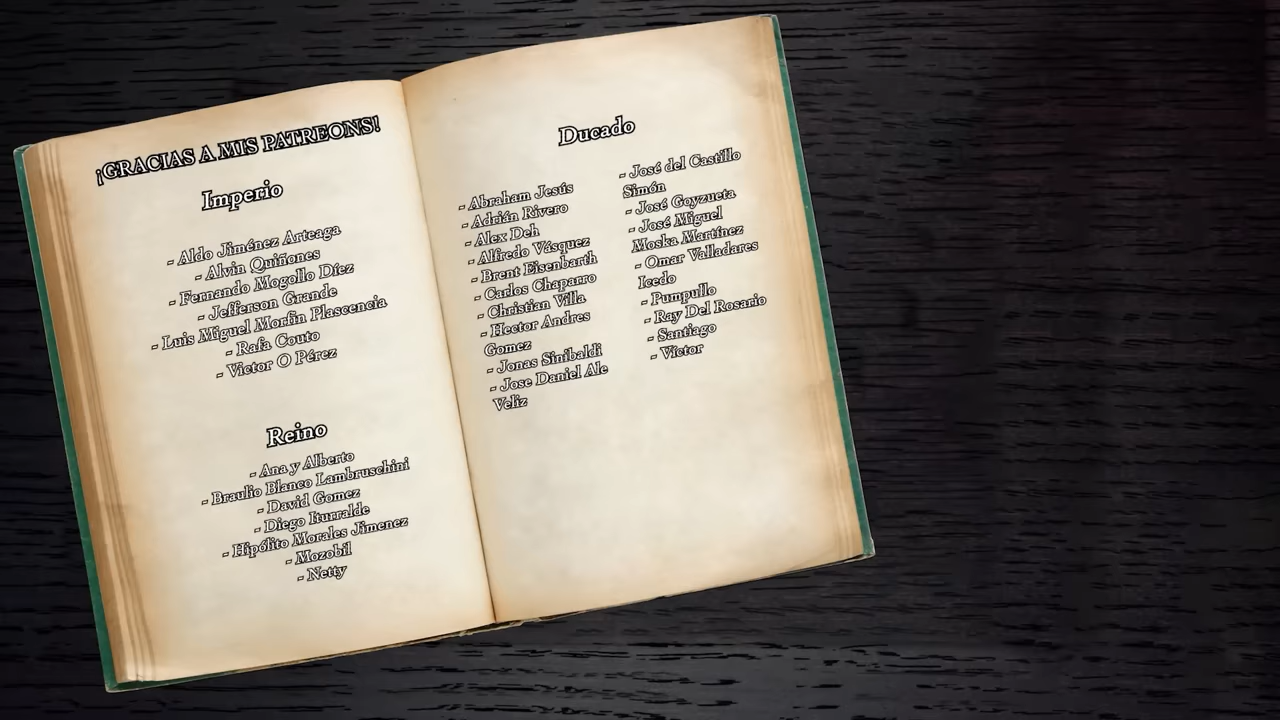 ¡GRACIAS A MIS PATREONS!
Imperio
- Aldo Jiménez Arteaga
- Alvin Quiñones
- Fernando Mogollo Díez
- Jefferson Grande
- Luis Miguel Morfin Plascencia
- Rafa Couto
- Victor O Pérez
Reino
- Ana y Alberto
- Braulio Blanco Lambruschini
- David Gomez
- Diego Iturralde
- Hipólito Morales Jimenez
- Mozobil
- Netty
Ducado
- Abraham Jesús
- Adrián Rivero
- Alex Deh
- Alfredo Vásquez
- Brent Eisenbarth
- Carlos Chaparro
- Christian Villa
- Hector Andres
Gomez
- Jonas Sinibaldi
- Jose Daniel Ale
Veliz
- José del Castillo
Simón
- José Goyzueta
- José Miguel
Moska Martínez
- Omar Valladares
Icedo
- Pumpullo
- Ray Del Rosario
- Santiago
- Víctor